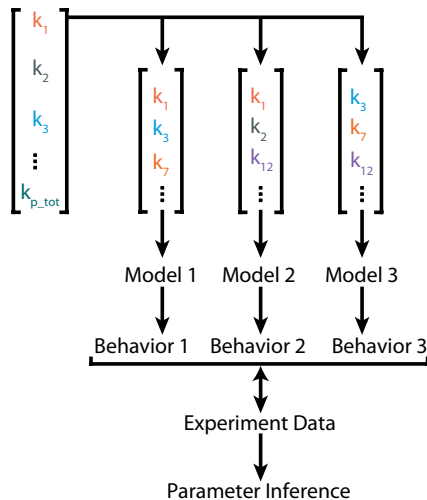 k1
k2
k3
...
kp_tot
k1
k3
k7
...
k1
k2
k12
...
k3
k7
k12
...
Model 1 Model 2 Model 3
Behavior 1 Behavior 2 Behavior 3
Experiment Data
Parameter Inference